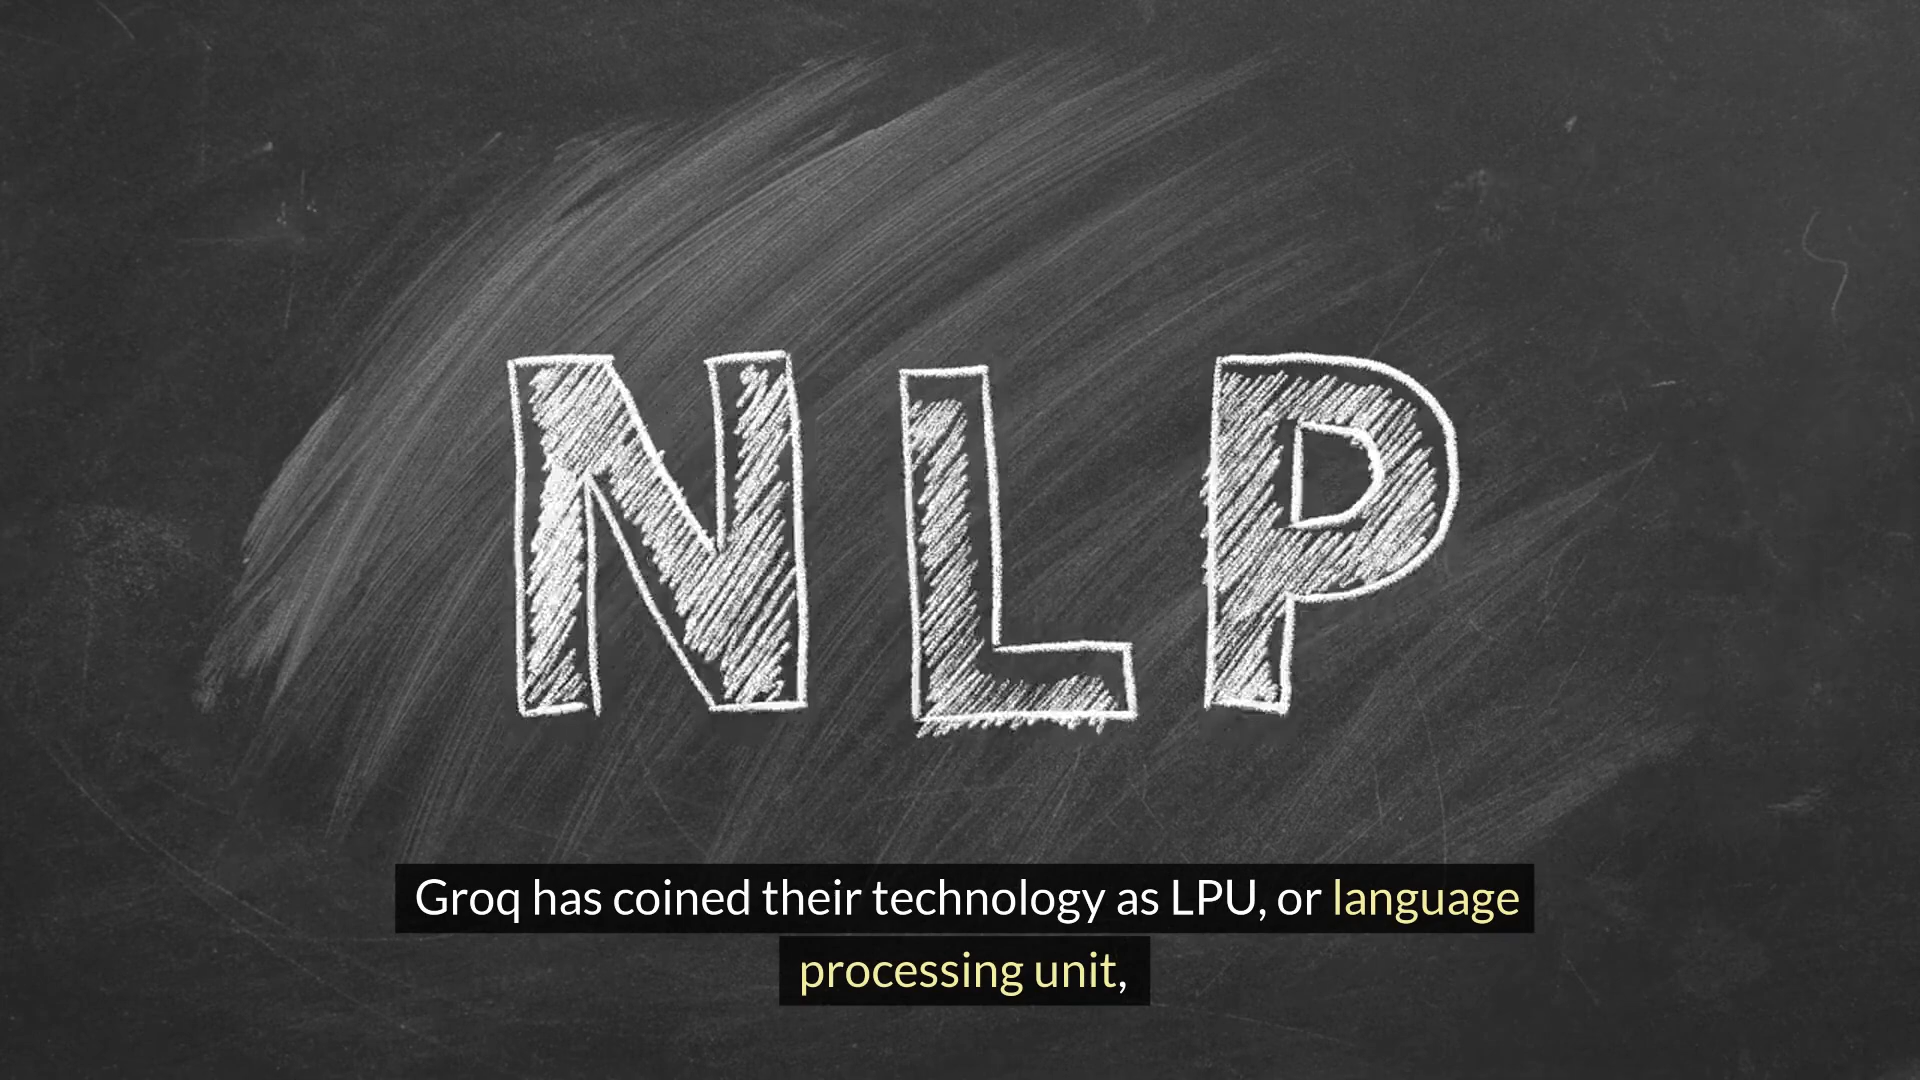 NLP
Groq has coined their technology as LPU, or language
processing unit,